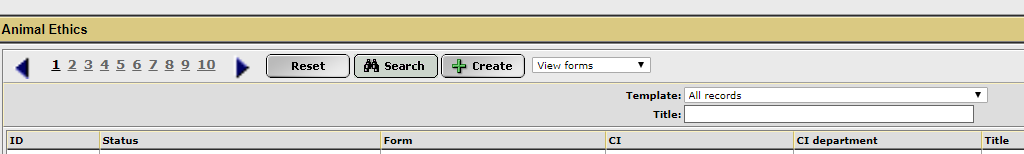 Animal Ethics
1 2 3 4 5 6 7 8 9 10 Reset Search Create View forms
Template: All records
Title:
ID Status Form CI CI department Title